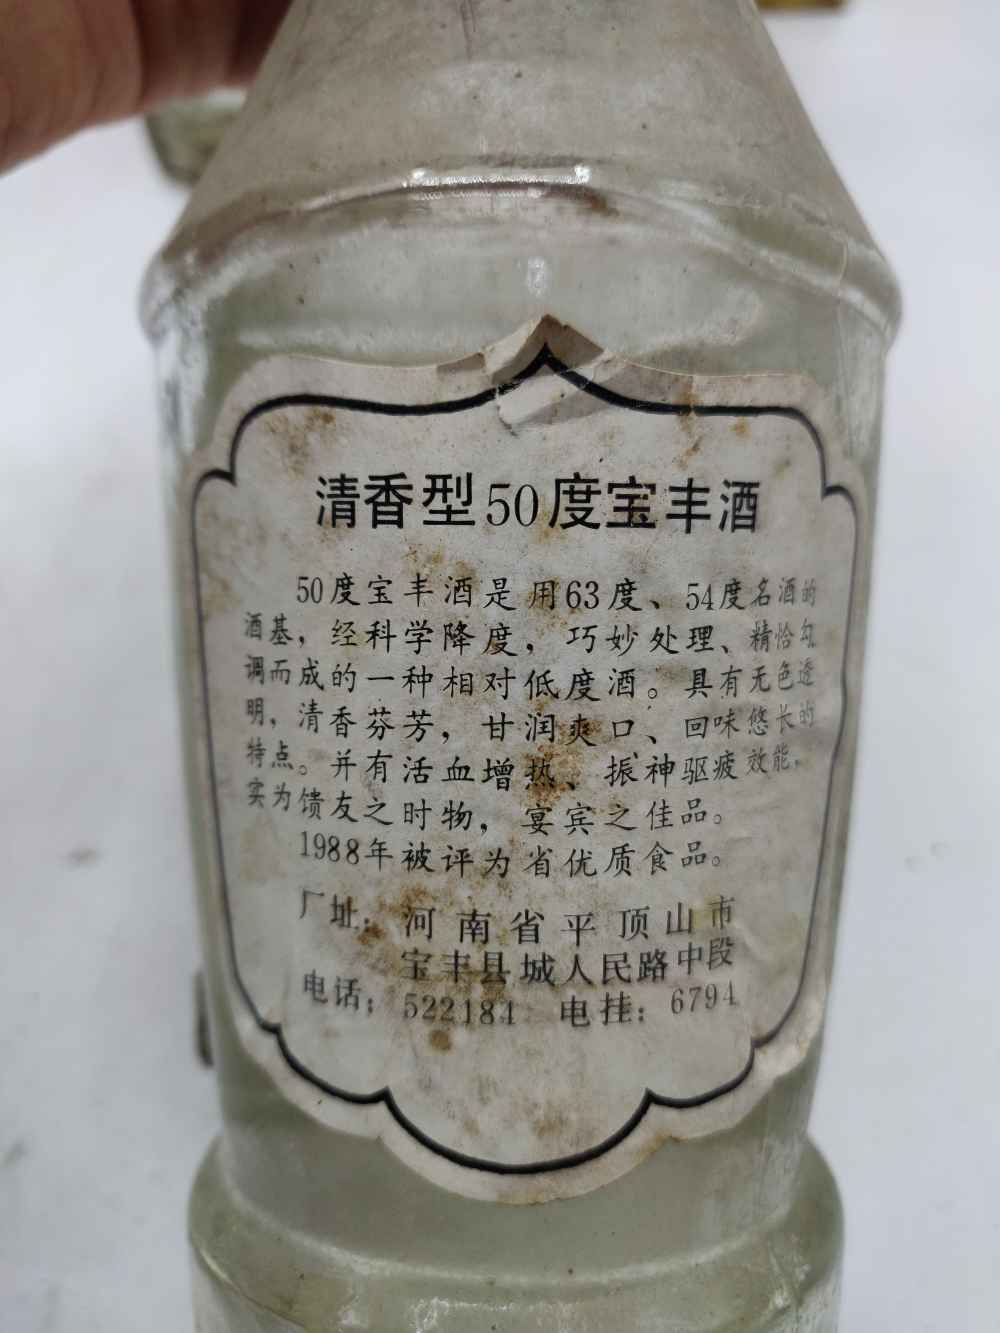 清香型50度宝丰酒
50度宝丰酒是用63度、54度名酒的
酒基，经科学降度，巧妙处理、精恰勾
调而成的一种相对低度酒。具有无色透
明，清香芬芳，甘润爽口、回味悠长的
特点。并有活血增热、振神驱疲效能，
实为馈友之时物，宴宾之佳品。
1988年被评为省优质食品。
厂址：河南省平顶山市
宝丰县城人民路中段
电话：522184 电挂：6794